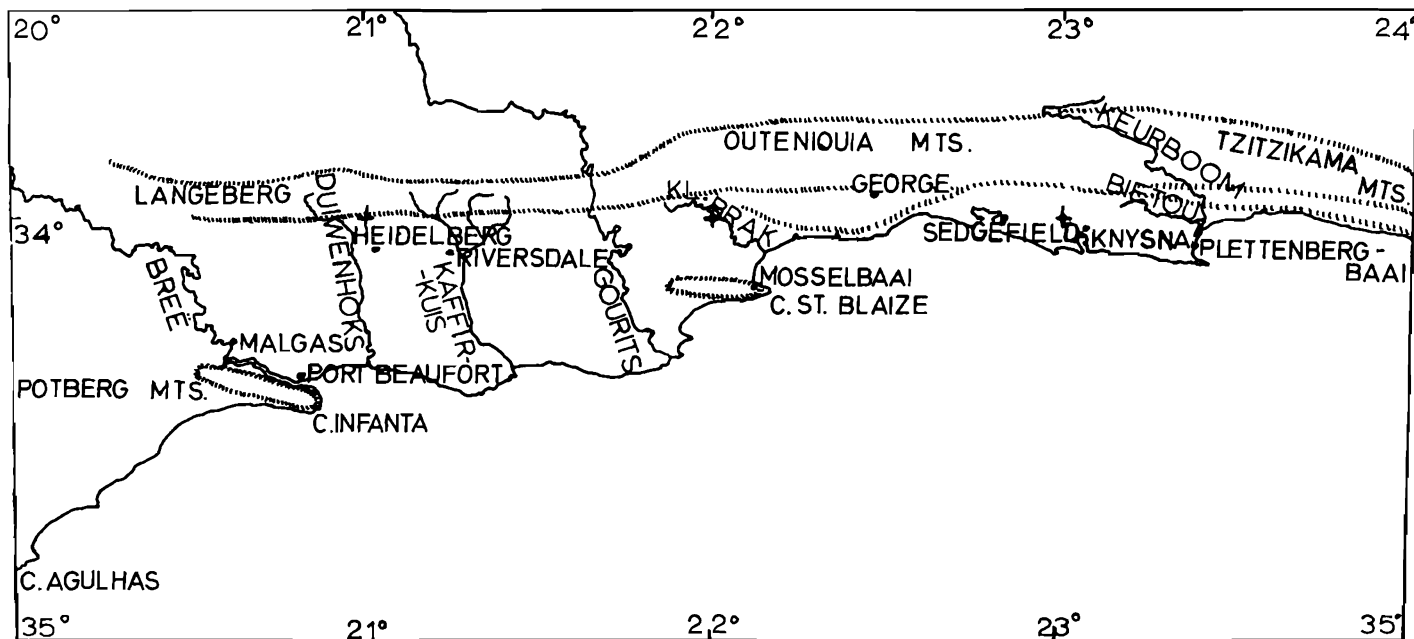 20° 21° 22° 23° 24°
OUTENIQUIA MTS.
KEURBOOM
TZITZIKAMA
MTS.
LANGEBERG
DUIWENHOKS
KL. BRAK
GEORGE
BIETOU
34°
HEIDELBERG
RIVERSDALE
KAFFIR-
-KUIS
GOURITS
SEDGEFIELD
KNYSNA
PLETTENBERG-
BAAI
BREË
MOSSELBAAI
C. ST. BLAIZE
MALGAS
PORT BEAUFORT
POTBERG MTS.
C. INFANTA
C. AGULHAS
35° 21° 22° 23° 35°